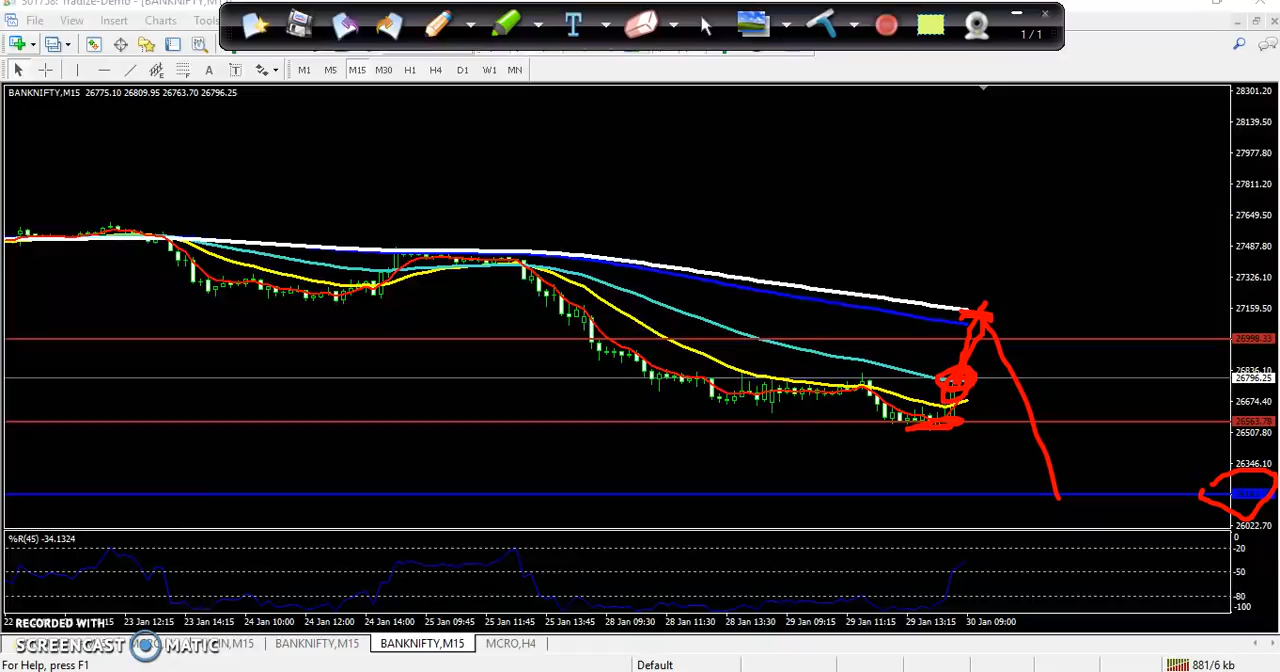 File View Insert Charts Tools
1 / 1
M1 M5 M15 M30 H1 H4 D1 W1 MN
BANKNIFTY,M15 26775.10 26809.95 26763.70 26796.25
28301.20
28139.50
27977.80
27811.20
27649.50
27487.80
27326.10
27159.50
26998.33
26836.10
26796.25
26674.40
26563.78
26507.80
26346.10
26022.70
%R(45) -34.1324
0
-20
-50
-80
-100
23 Jan 12:15 23 Jan 14:15 24 Jan 10:00 24 Jan 12:00 24 Jan 14:00 25 Jan 09:45 25 Jan 11:45 25 Jan 13:45 28 Jan 09:30 28 Jan 11:30 28 Jan 13:30 29 Jan 09:15 29 Jan 11:15 29 Jan 13:15 30 Jan 09:00
RECORDED WITH
SCREENCAST MATIC
BANKNIFTY,M15 BANKNIFTY,M15 MCRO,H4
For Help, press F1
Default
881/6 kb